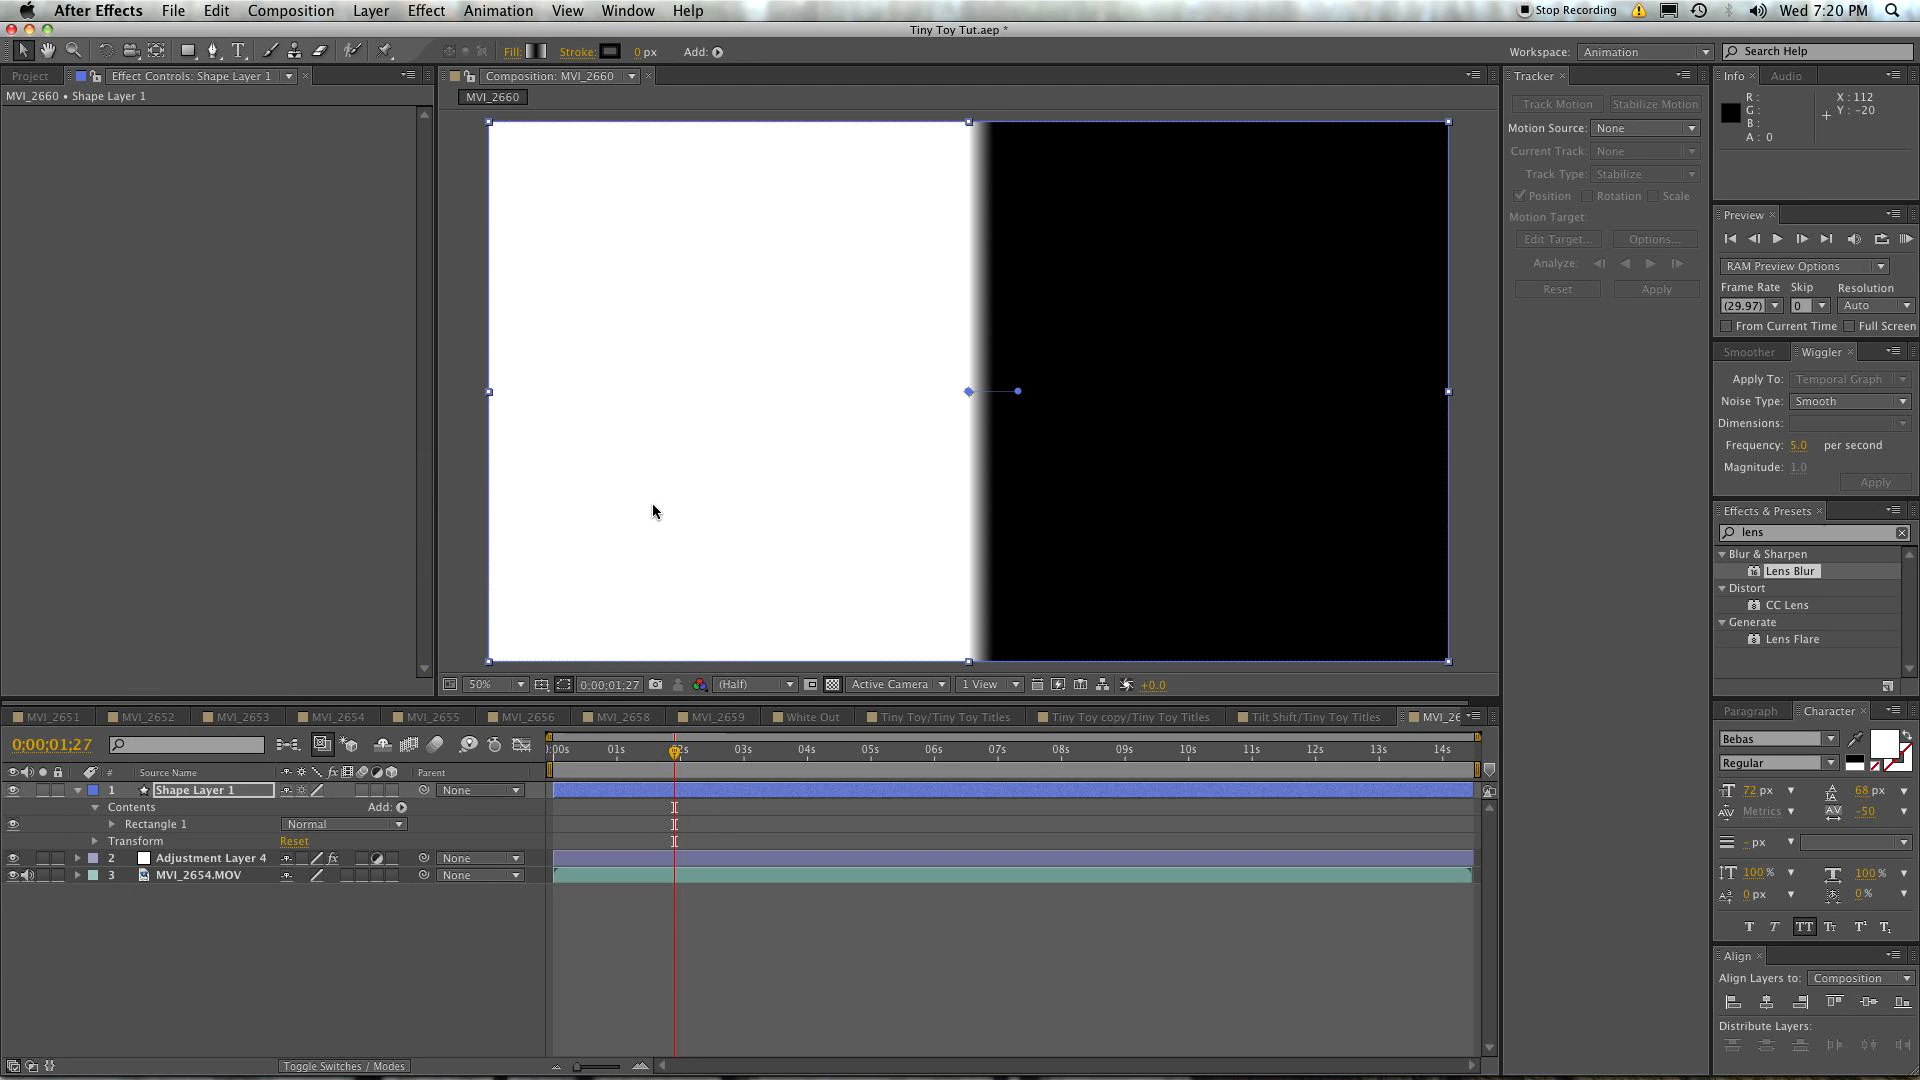 After Effects File Edit Composition Layer Effect Animation View Window Help
Stop Recording Wed 7:20 PM
Tiny Toy Tut.aep *
Fill: Stroke: 0 px Add:
Workspace: Animation Search Help
Project Effect Controls: Shape Layer 1
MVI_2660 • Shape Layer 1
Composition: MVI_2660
MVI_2660
50% 0;00;01;27 (Half) Active Camera 1 View +0.0
Tracker
Track Motion Stabilize Motion
Motion Source: None
Current Track: None
Track Type: Stabilize
Position Rotation Scale
Motion Target:
Edit Target... Options...
Analyze:
Reset Apply
Info Audio
R :
G :
B :
A : 0
X : 112
Y : -20
Preview
RAM Preview Options
Frame Rate Skip Resolution
(29.97) 0 Auto
From Current Time Full Screen
Smoother Wiggler
Apply To: Temporal Graph
Noise Type: Smooth
Dimensions:
Frequency: 5.0 per second
Magnitude: 1.0
Apply
Effects & Presets
lens
Blur & Sharpen
Lens Blur
Distort
CC Lens
Generate
Lens Flare
MVI_2651 MVI_2652 MVI_2653 MVI_2654 MVI_2655 MVI_2656 MVI_2658 MVI_2659 White Out Tiny Toy/Tiny Toy Titles Tiny Toy copy/Tiny Toy Titles Tilt Shift/Tiny Toy Titles MVI_26
0;00;01;27
):00s 01s 02s 03s 04s 05s 06s 07s 08s 09s 10s 11s 12s 13s 14s
# Source Name fx Parent
1 Shape Layer 1 None
Contents Add:
Rectangle 1 Normal
Transform Reset
2 Adjustment Layer 4 fx None
3 MVI_2654.MOV None
Toggle Switches / Modes
Paragraph Character
Bebas
Regular
72 px 68 px
Metrics -50
- px
100 % 100 %
0 px 0 %
T T TT Tt T¹ T₁
Align
Align Layers to: Composition
Distribute Layers: